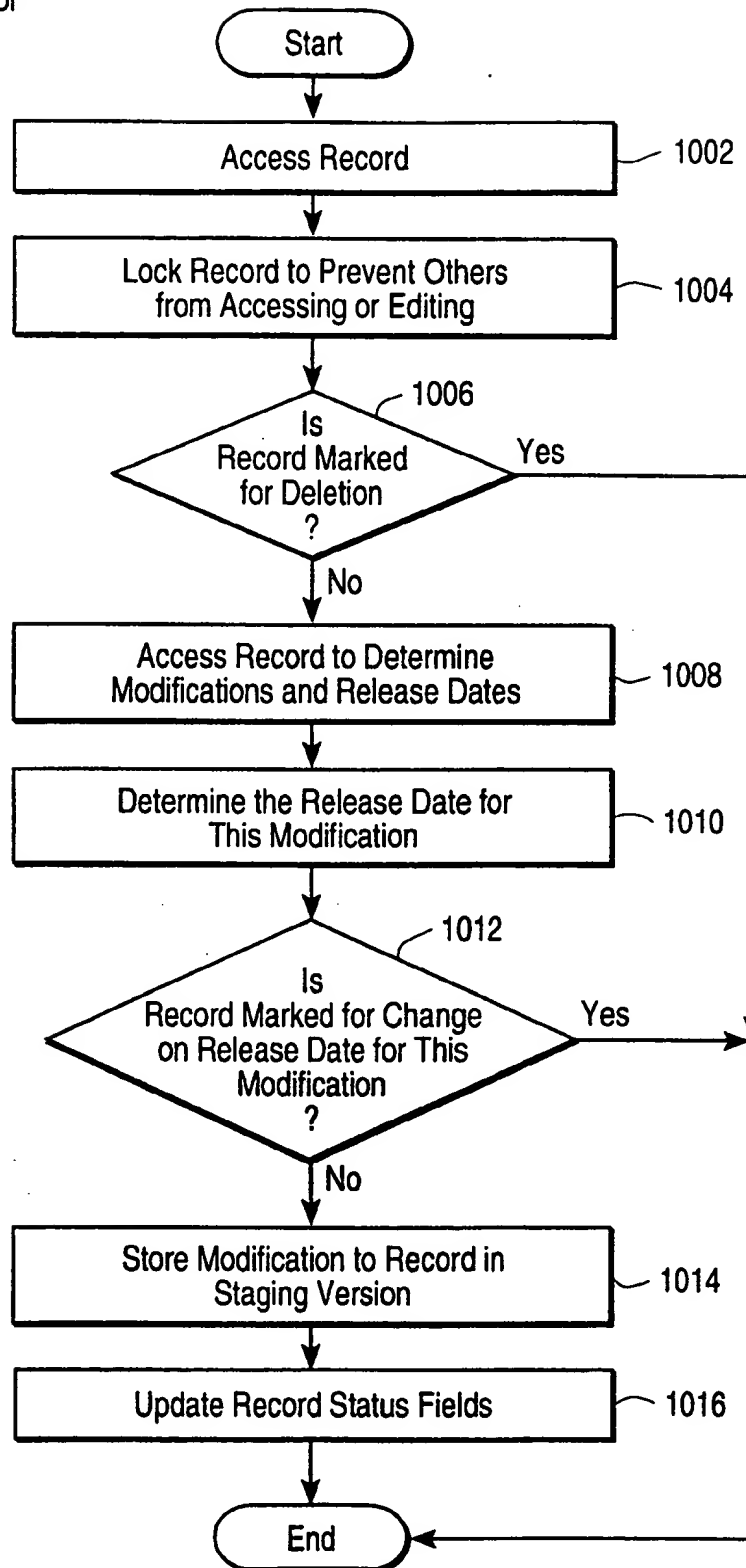 Start
Access Record
1002
Lock Record to Prevent Others
from Accessing or Editing
1004
1006
Is
Record Marked
for Deletion
?
Yes
No
Access Record to Determine
Modifications and Release Dates
1008
Determine the Release Date for
This Modification
1010
1012
Is
Record Marked for Change
on Release Date for This
Modification
?
Yes
No
Store Modification to Record in
Staging Version
1014
Update Record Status Fields
1016
End